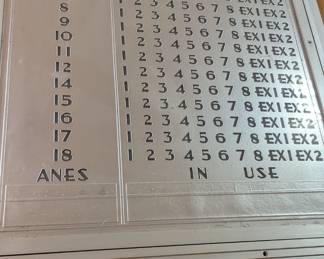 8 1 2 3 4 5 6 7 8 EX1 EX2
9 1 2 3 4 5 6 7 8 EX1 EX2
10 1 2 3 4 5 6 7 8 EX1 EX2
11 1 2 3 4 5 6 7 8 EX1 EX2
12 1 2 3 4 5 6 7 8 EX1 EX2
14 1 2 3 4 5 6 7 8 EX1 EX2
15 1 2 3 4 5 6 7 8 EX1 EX2
16 1 2 3 4 5 6 7 8 EX1 EX2
17 1 2 3 4 5 6 7 8 EX1 EX2
18 1 2 3 4 5 6 7 8 EX1 EX2
ANES IN USE